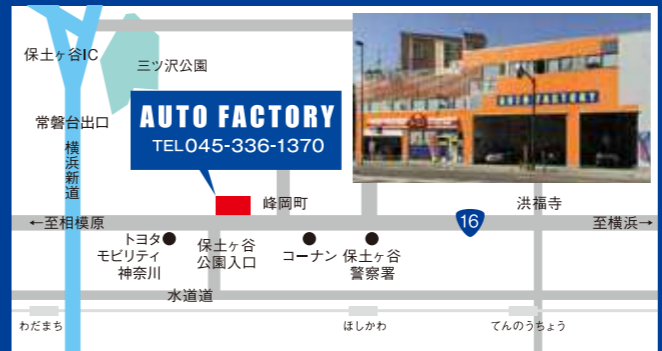 保土ヶ谷IC
三ツ沢公園
常磐台出口
横浜新道
AUTO FACTORY
TEL045-336-1370
AUTO FACTORY
峰岡町
洪福寺
←至相模原
16
至横浜→
トヨタ
モビリティ
神奈川
保土ヶ谷
公園入口
コーナン
保土ヶ谷
警察署
水道道
わだまち
ほしかわ
てんのうちょう